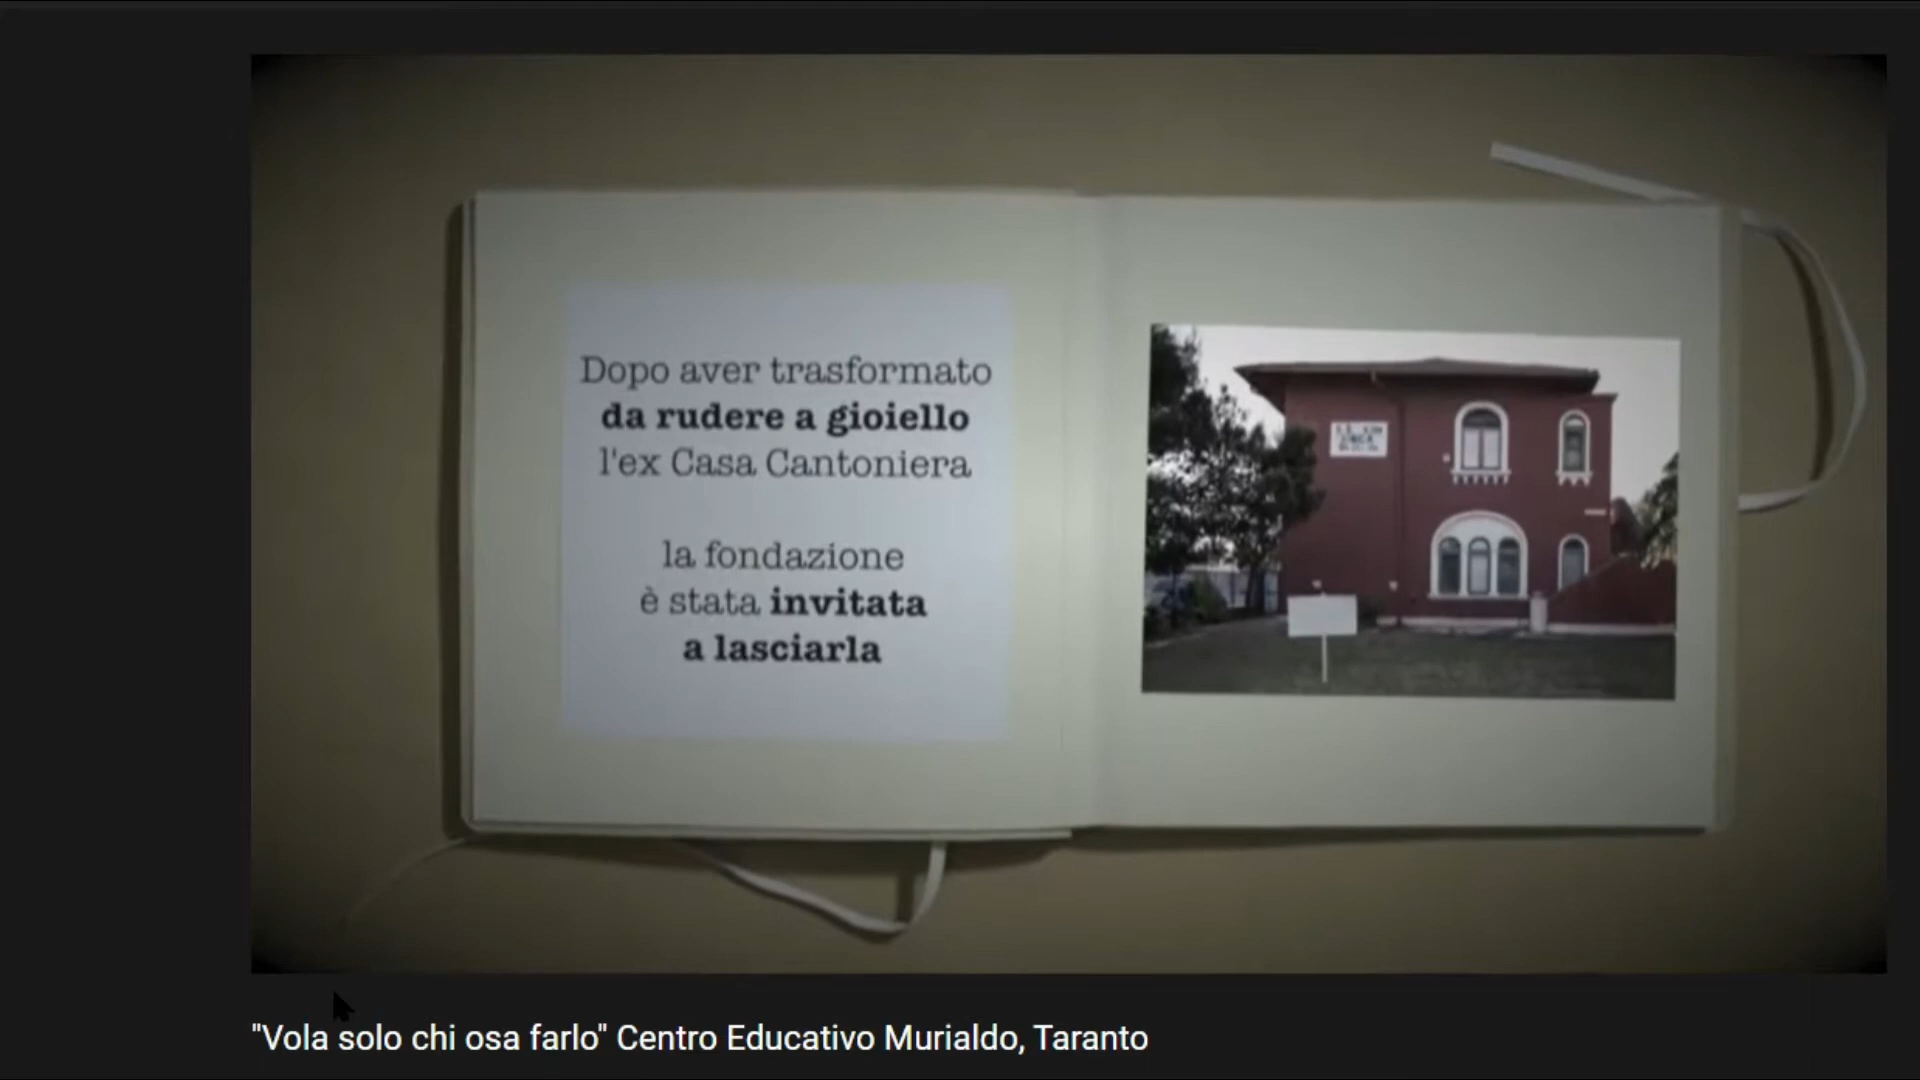 Dopo aver trasformato
da rudere a gioiello
l'ex Casa Cantoniera
la fondazione
è stata invitata
a lasciarla
"Vola solo chi osa farlo" Centro Educativo Murialdo, Taranto